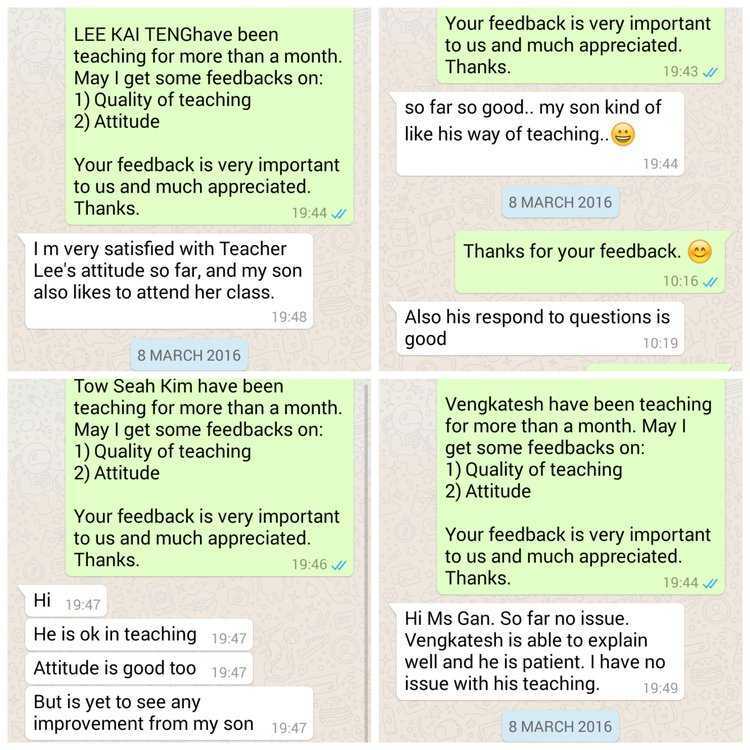 LEE KAI TENGhave been
teaching for more than a month.
May I get some feedbacks on:
1) Quality of teaching
2) Attitude
Your feedback is very important
to us and much appreciated.
Thanks.
19:44
I m very satisfied with Teacher
Lee's attitude so far, and my son
also likes to attend her class.
19:48
8 MARCH 2016
Your feedback is very important
to us and much appreciated.
Thanks.
19:43
so far so good.. my son kind of
like his way of teaching..😀
19:44
8 MARCH 2016
Thanks for your feedback. 😊
10:16
Also his respond to questions is
good
10:19
Tow Seah Kim have been
teaching for more than a month.
May I get some feedbacks on:
1) Quality of teaching
2) Attitude
Your feedback is very important
to us and much appreciated.
Thanks.
19:46
Hi 19:47
He is ok in teaching 19:47
Attitude is good too 19:47
But is yet to see any
improvement from my son 19:47
Vengkatesh have been teaching
for more than a month. May I
get some feedbacks on:
1) Quality of teaching
2) Attitude
Your feedback is very important
to us and much appreciated.
Thanks.
19:44
Hi Ms Gan. So far no issue.
Vengkatesh is able to explain
well and he is patient. I have no
issue with his teaching.
19:49
8 MARCH 2016